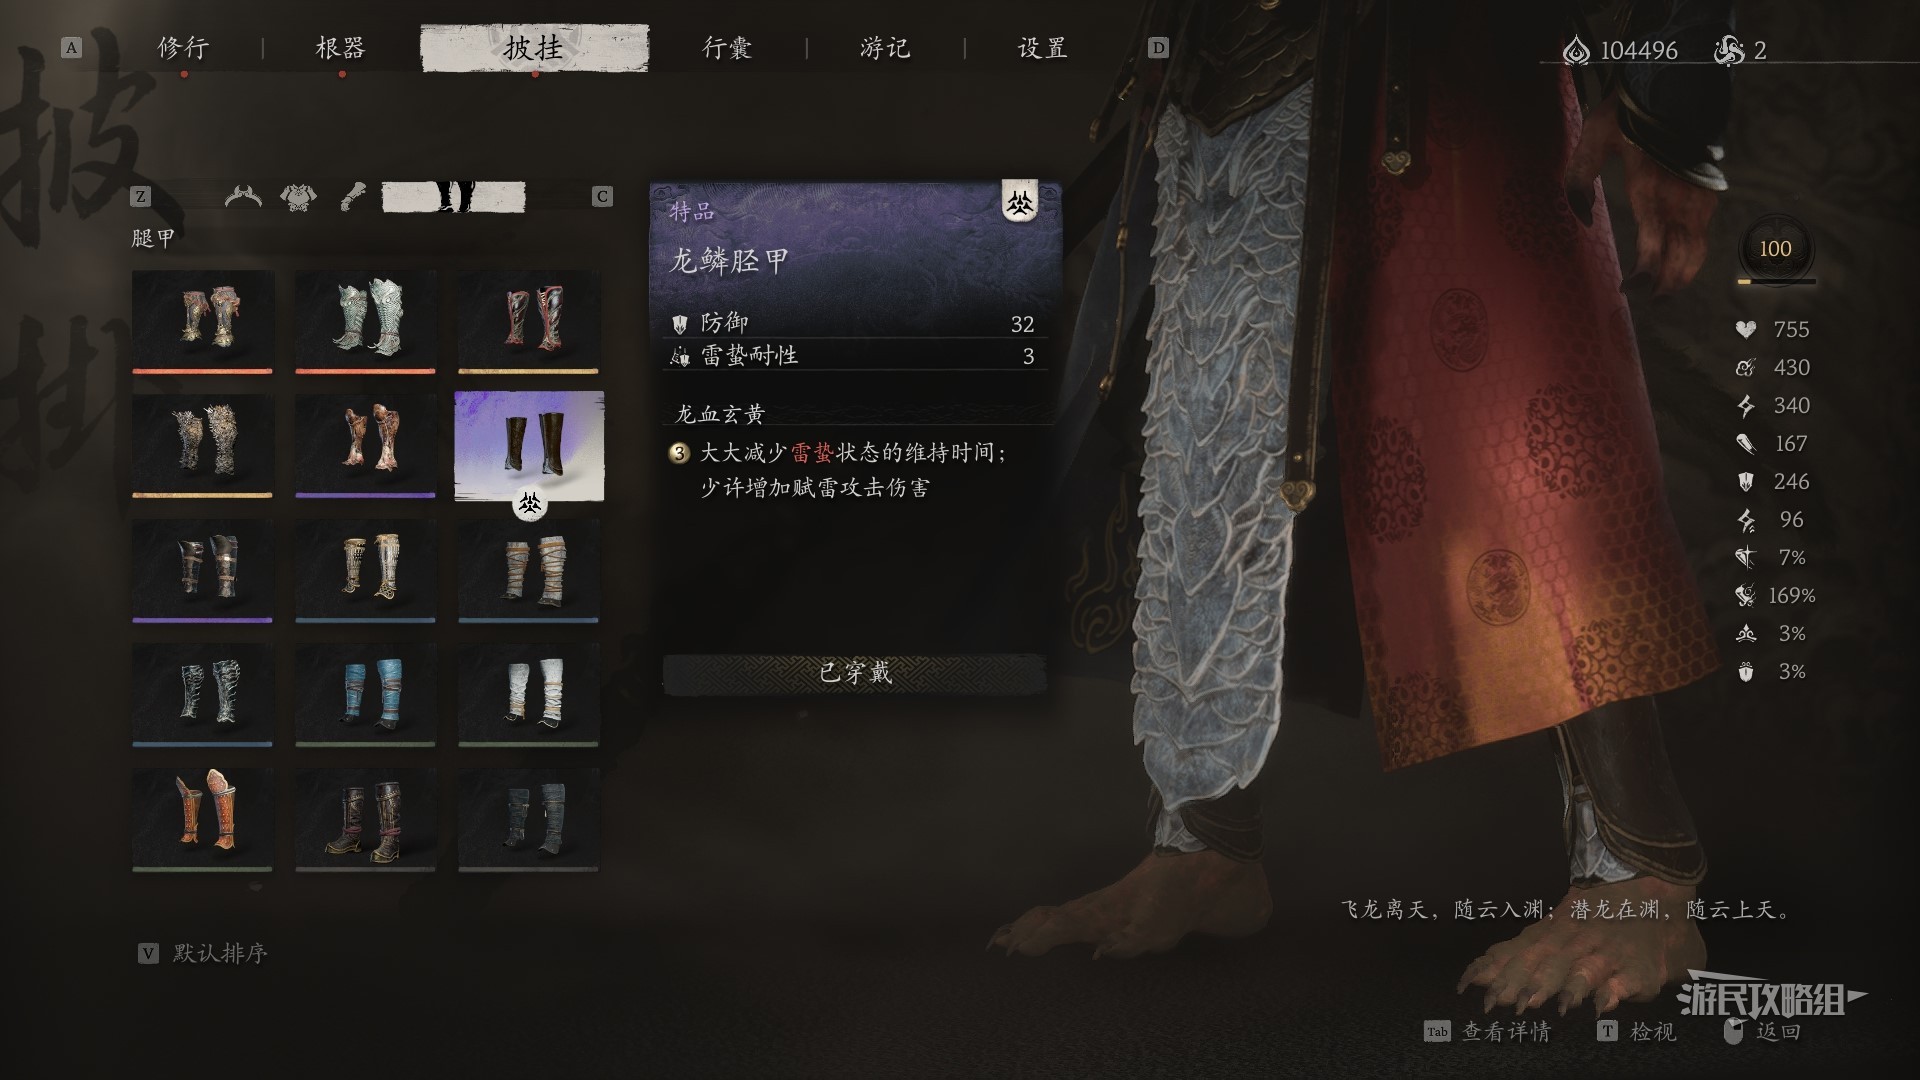 A 修行 根器 披挂 行囊 游记 设置 D 104496 2
披挂
Z C
腿甲
特品
龙鳞胫甲
防御 32
雷蛰耐性 3
龙血玄黄
3 大大减少雷蛰状态的维持时间；
少许增加赋雷攻击伤害
已穿戴
100
755
430
340
167
246
96
7%
169%
3%
3%
飞龙离天，随云入渊；潜龙在渊，随云上天。
V 默认排序
游民攻略组
Tab 查看详情 T 检视 返回